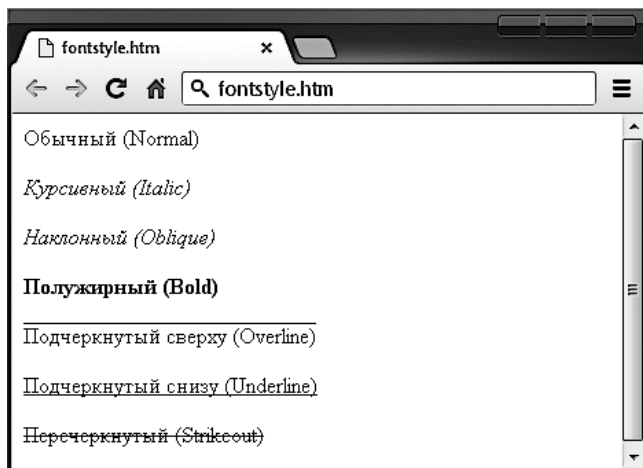 fontstyle.htm
fontstyle.htm
Обычный (Normal)
Курсивный (Italic)
Наклонный (Oblique)
Полужирный (Bold)
Подчеркнутый сверху (Overline)
Подчеркнутый снизу (Underline)
Перечеркнутый (Strikeout)